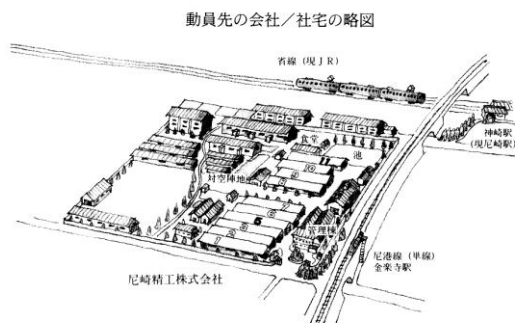 動員先の会社／社宅の略図
省線（現ＪＲ）
神崎駅
（現尼崎駅）
食堂
池
対空陣地
管理棟
尼港線（単線）
金楽寺駅
尼崎精工株式会社